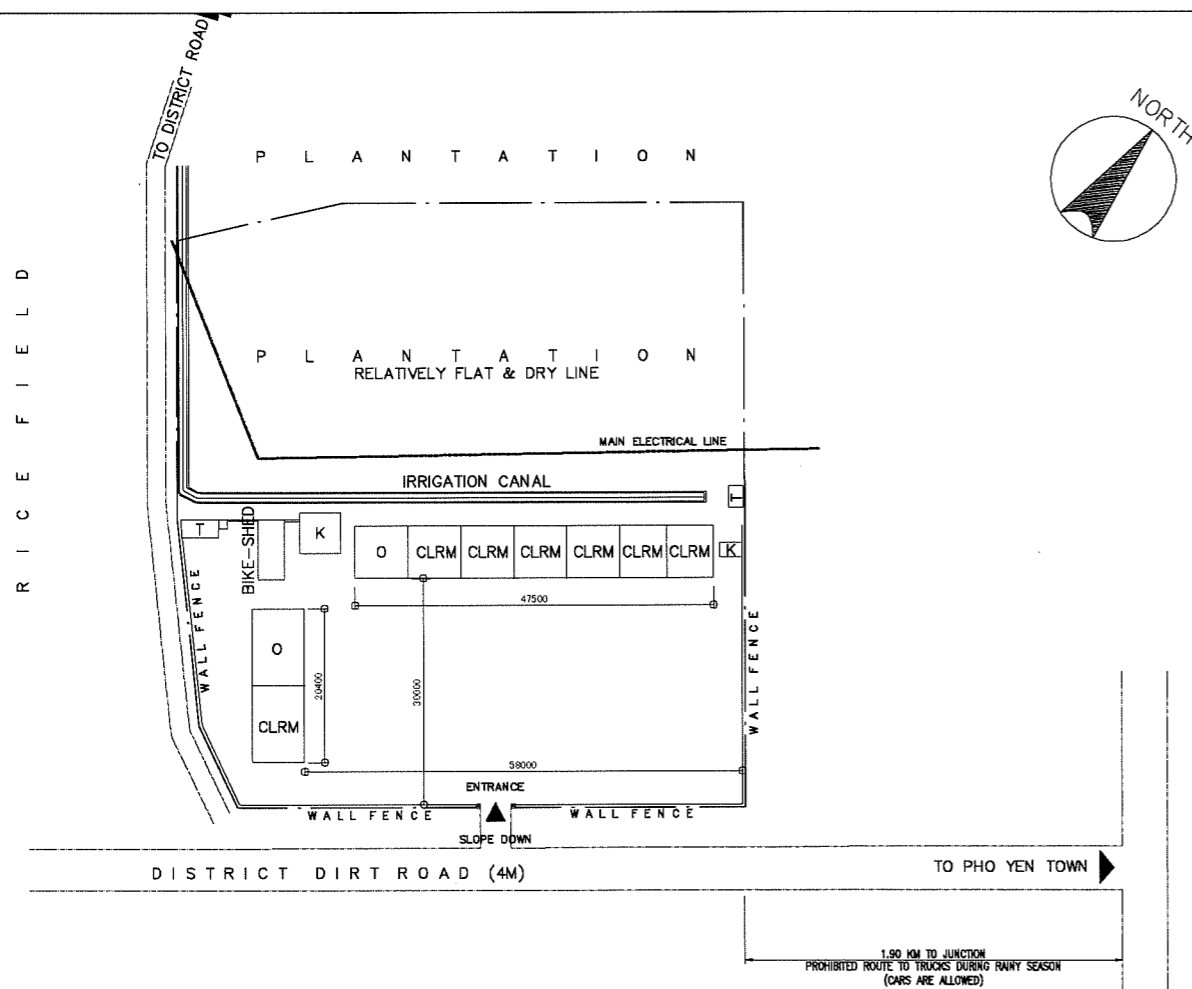 TO DISTRICT ROAD
NORTH
P L A N T A T I O N
R I C E F I E L D
P L A N T A T I O N
RELATIVELY FLAT & DRY LINE
MAIN ELECTRICAL LINE
IRRIGATION CANAL
T
T
BIKE-SHED
K
O
CLRM
CLRM
CLRM
CLRM
CLRM
CLRM
K
47500
WALL FENCE
O
CLRM
20400
30000
WALL FENCE
58000
ENTRANCE
WALL FENCE
WALL FENCE
SLOPE DOWN
DISTRICT DIRT ROAD (4M)
TO PHO YEN TOWN
1.90 KM TO JUNCTION
PROHIBITED ROUTE TO TRUCKS DURING RAINY SEASON
(CARS ARE ALLOWED)